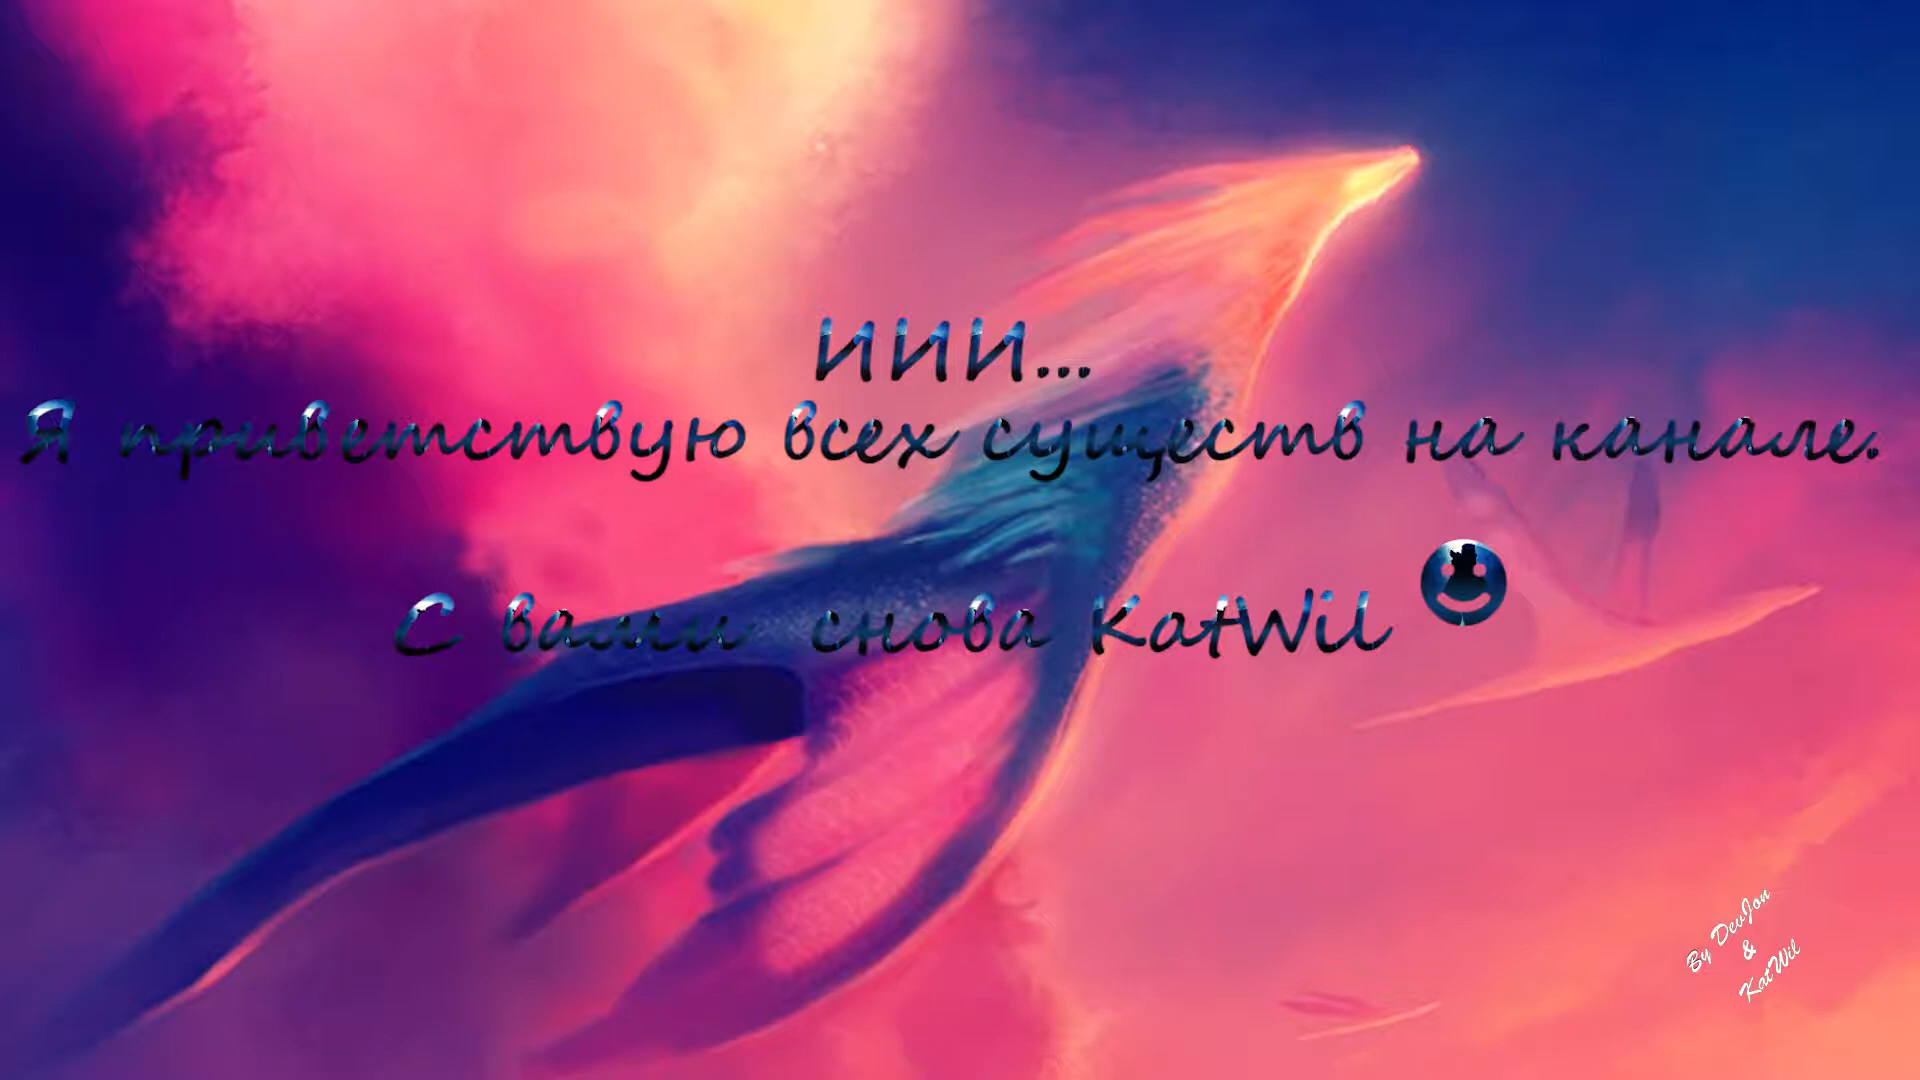 ИИИ...
Я приветствую всех существ на канале.
С вами снова KatWil
By DevJon
&
KatWil